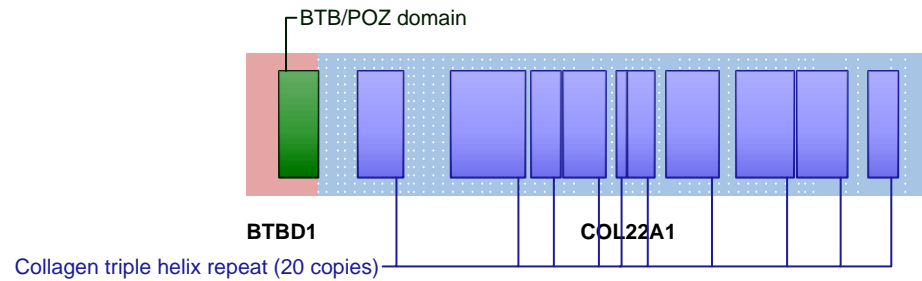 BTB/POZ domain
BTBD1
COL22A1
Collagen triple helix repeat (20 copies)